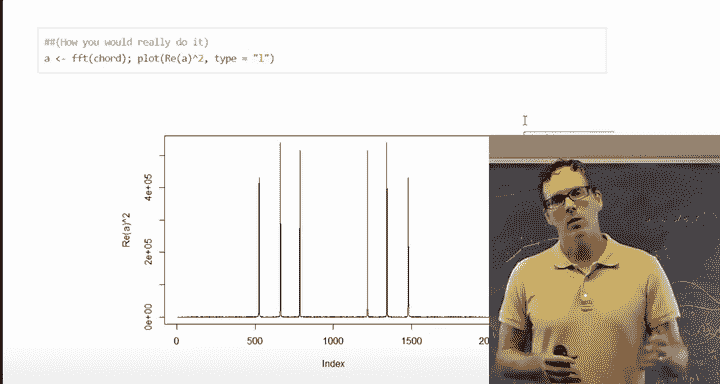 ##(How you would really do it)
a <- fft(chord); plot(Re(a)^2, type = "l")
4e+05
2e+05
0e+00
Re(a)^2
0
500
1000
1500
2000
Index